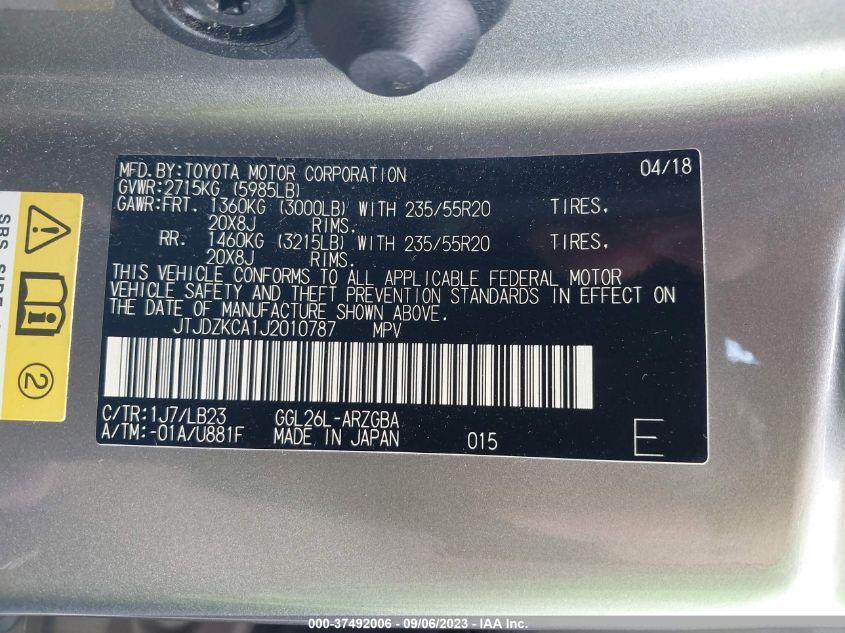 MFD.BY:TOYOTA MOTOR CORPORATION 04/18
GVWR:2715KG (5985LB)
GAWR:FRT. 1360KG (3000LB) WITH 235/55R20 TIRES,
20X8J RIMS,
RR. 1460KG (3215LB) WITH 235/55R20 TIRES,
20X8J RIMS,
THIS VEHICLE CONFORMS TO ALL APPLICABLE FEDERAL MOTOR
VEHICLE SAFETY AND THEFT PREVENTION STANDARDS IN EFFECT ON
THE DATE OF MANUFACTURE SHOWN ABOVE.
JTJDZKCA1J2010787 MPV
C/TR:1J7/LB23 GGL26L-ARZGBA
A/TM:-01A/U881F MADE IN JAPAN 015 E
SRS SIDE
2
000-37492006 - 09/06/2023 - IAA Inc.